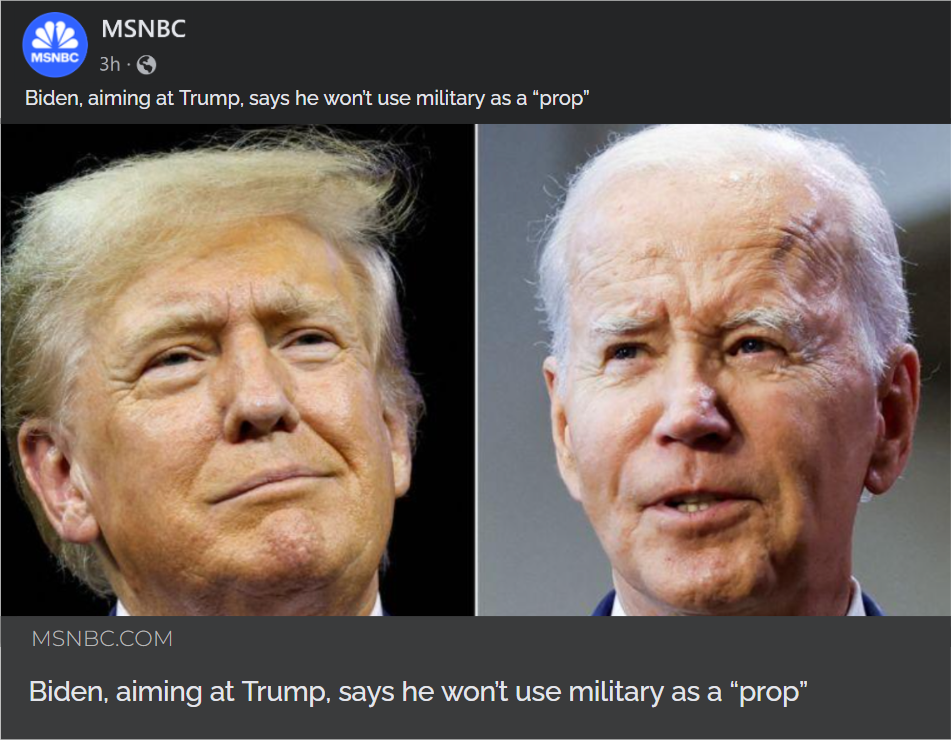 MSNBC
MSNBC
3h ·
Biden, aiming at Trump, says he won’t use military as a “prop”
MSNBC.COM
Biden, aiming at Trump, says he won’t use military as a “prop”